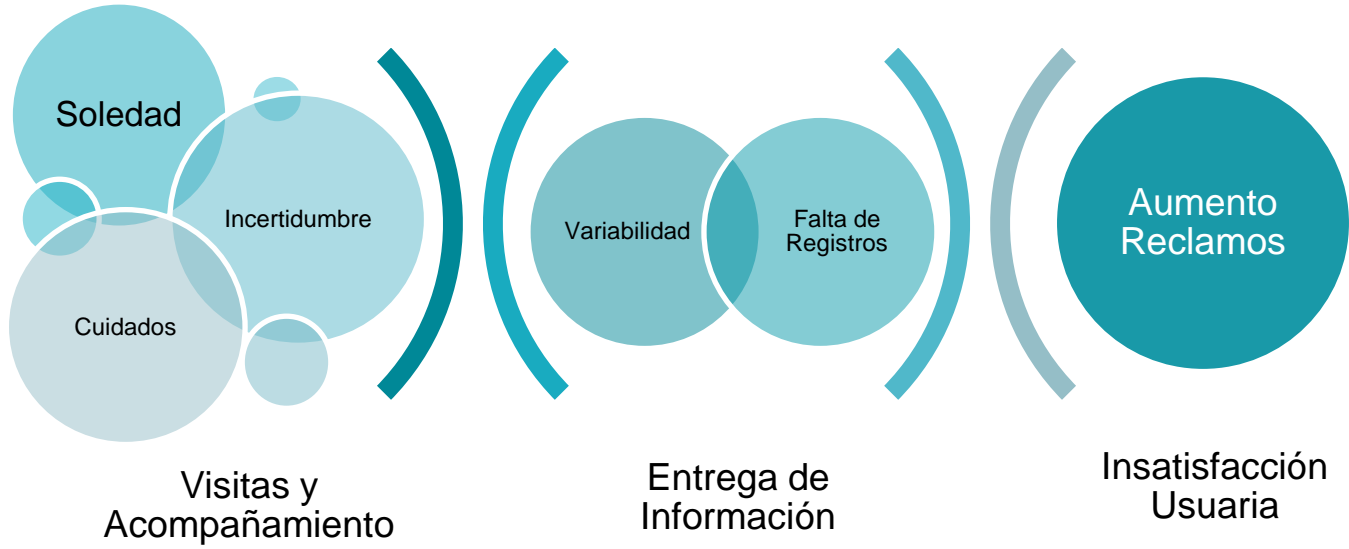 Soledad
Incertidumbre
Cuidados
Visitas y
Acompañamiento
Variabilidad
Falta de
Registros
Entrega de
Información
Aumento
Reclamos
Insatisfacción
Usuaria